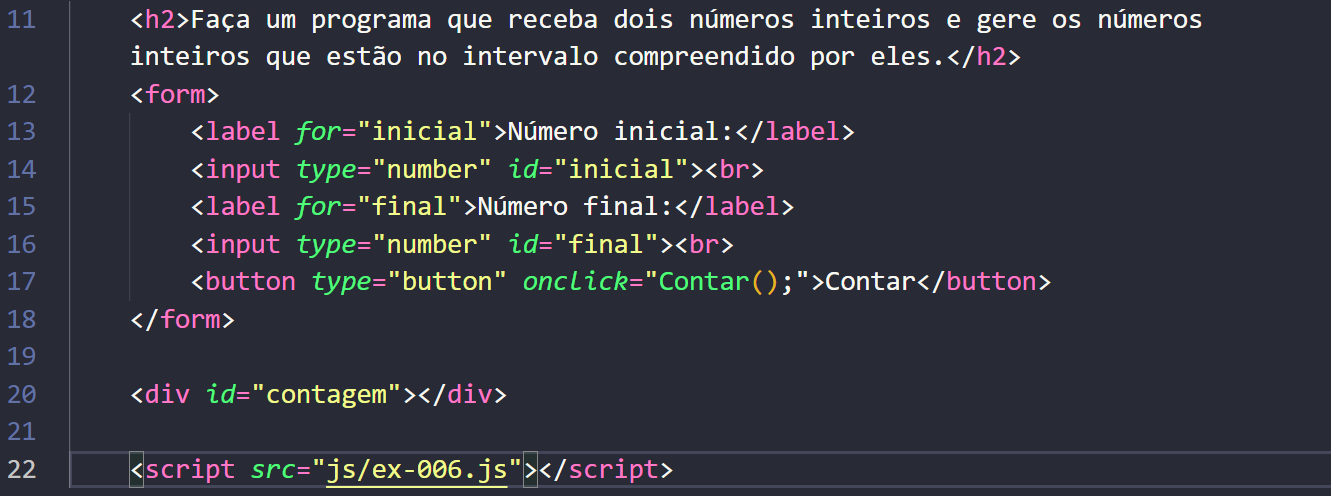 11 <h2>Faça um programa que receba dois números inteiros e gere os números
inteiros que estão no intervalo compreendido por eles.</h2>
12 <form>
13 <label for="inicial">Número inicial:</label>
14 <input type="number" id="inicial"><br>
15 <label for="final">Número final:</label>
16 <input type="number" id="final"><br>
17 <button type="button" onclick="Contar();">Contar</button>
18 </form>
19
20 <div id="contagem"></div>
21
22 <script src="js/ex-006.js"></script>